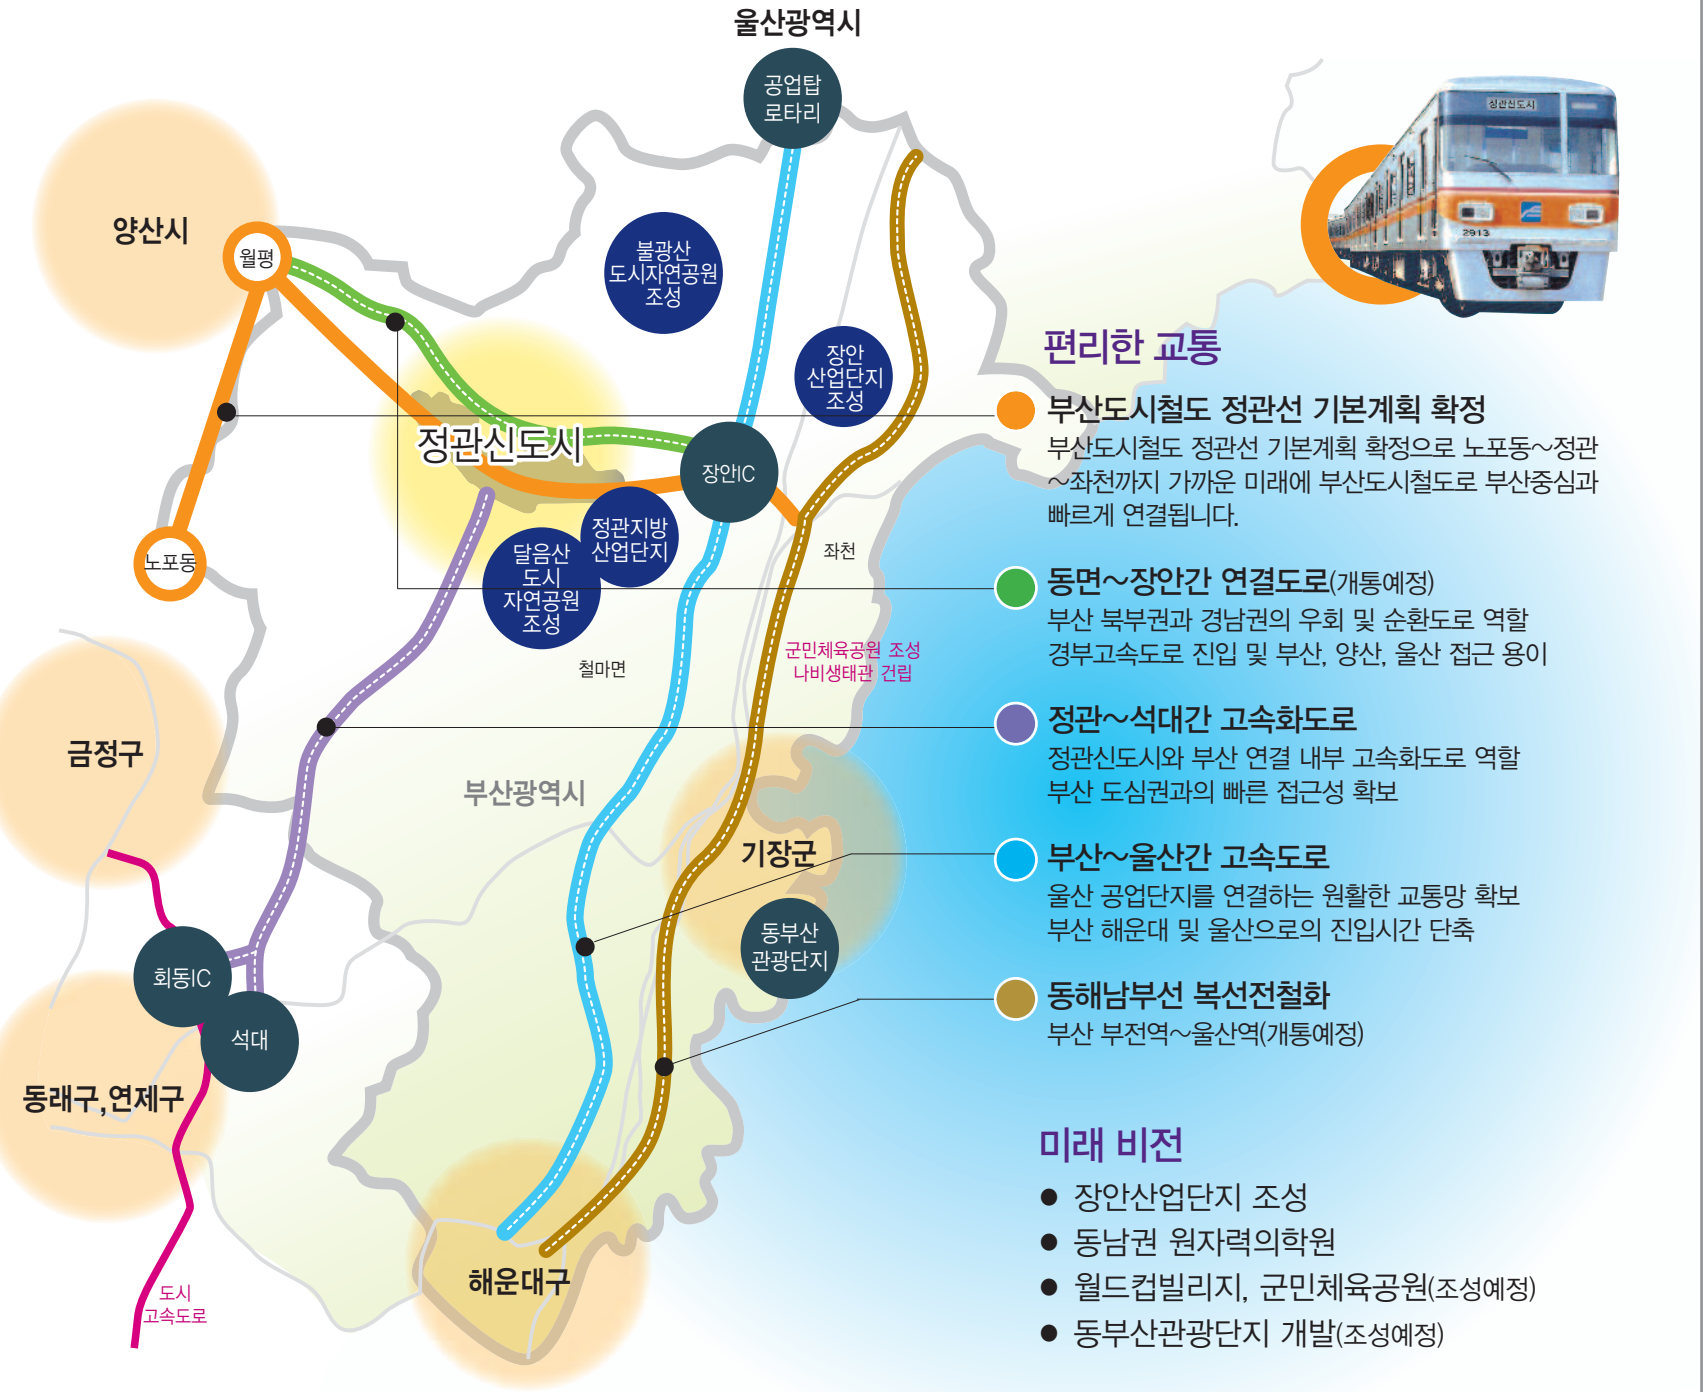 울산광역시
공업탑
로타리
양산시
월평
불광산
도시자연공원
조성
장안
산업단지
조성
정관신도시
장안IC
정관지방
산업단지
달음산
도시
자연공원
조성
노포동
좌천
철마면
군민체육공원 조성
나비생태관 건립
금정구
부산광역시
기장군
동부산
관광단지
회동IC
석대
동래구,연제구
해운대구
도시
고속도로
정관신도시
2913
편리한 교통
부산도시철도 정관선 기본계획 확정
부산도시철도 정관선 기본계획 확정으로 노포동~정관
~좌천까지 가까운 미래에 부산도시철도로 부산중심과
빠르게 연결됩니다.
동면~장안간 연결도로(개통예정)
부산 북부권과 경남권의 우회 및 순환도로 역할
경부고속도로 진입 및 부산, 양산, 울산 접근 용이
정관~석대간 고속화도로
정관신도시와 부산 연결 내부 고속화도로 역할
부산 도심권과의 빠른 접근성 확보
부산~울산간 고속도로
울산 공업단지를 연결하는 원활한 교통망 확보
부산 해운대 및 울산으로의 진입시간 단축
동해남부선 복선전철화
부산 부전역~울산역(개통예정)
미래 비전
● 장안산업단지 조성
● 동남권 원자력의학원
● 월드컵빌리지, 군민체육공원(조성예정)
● 동부산관광단지 개발(조성예정)